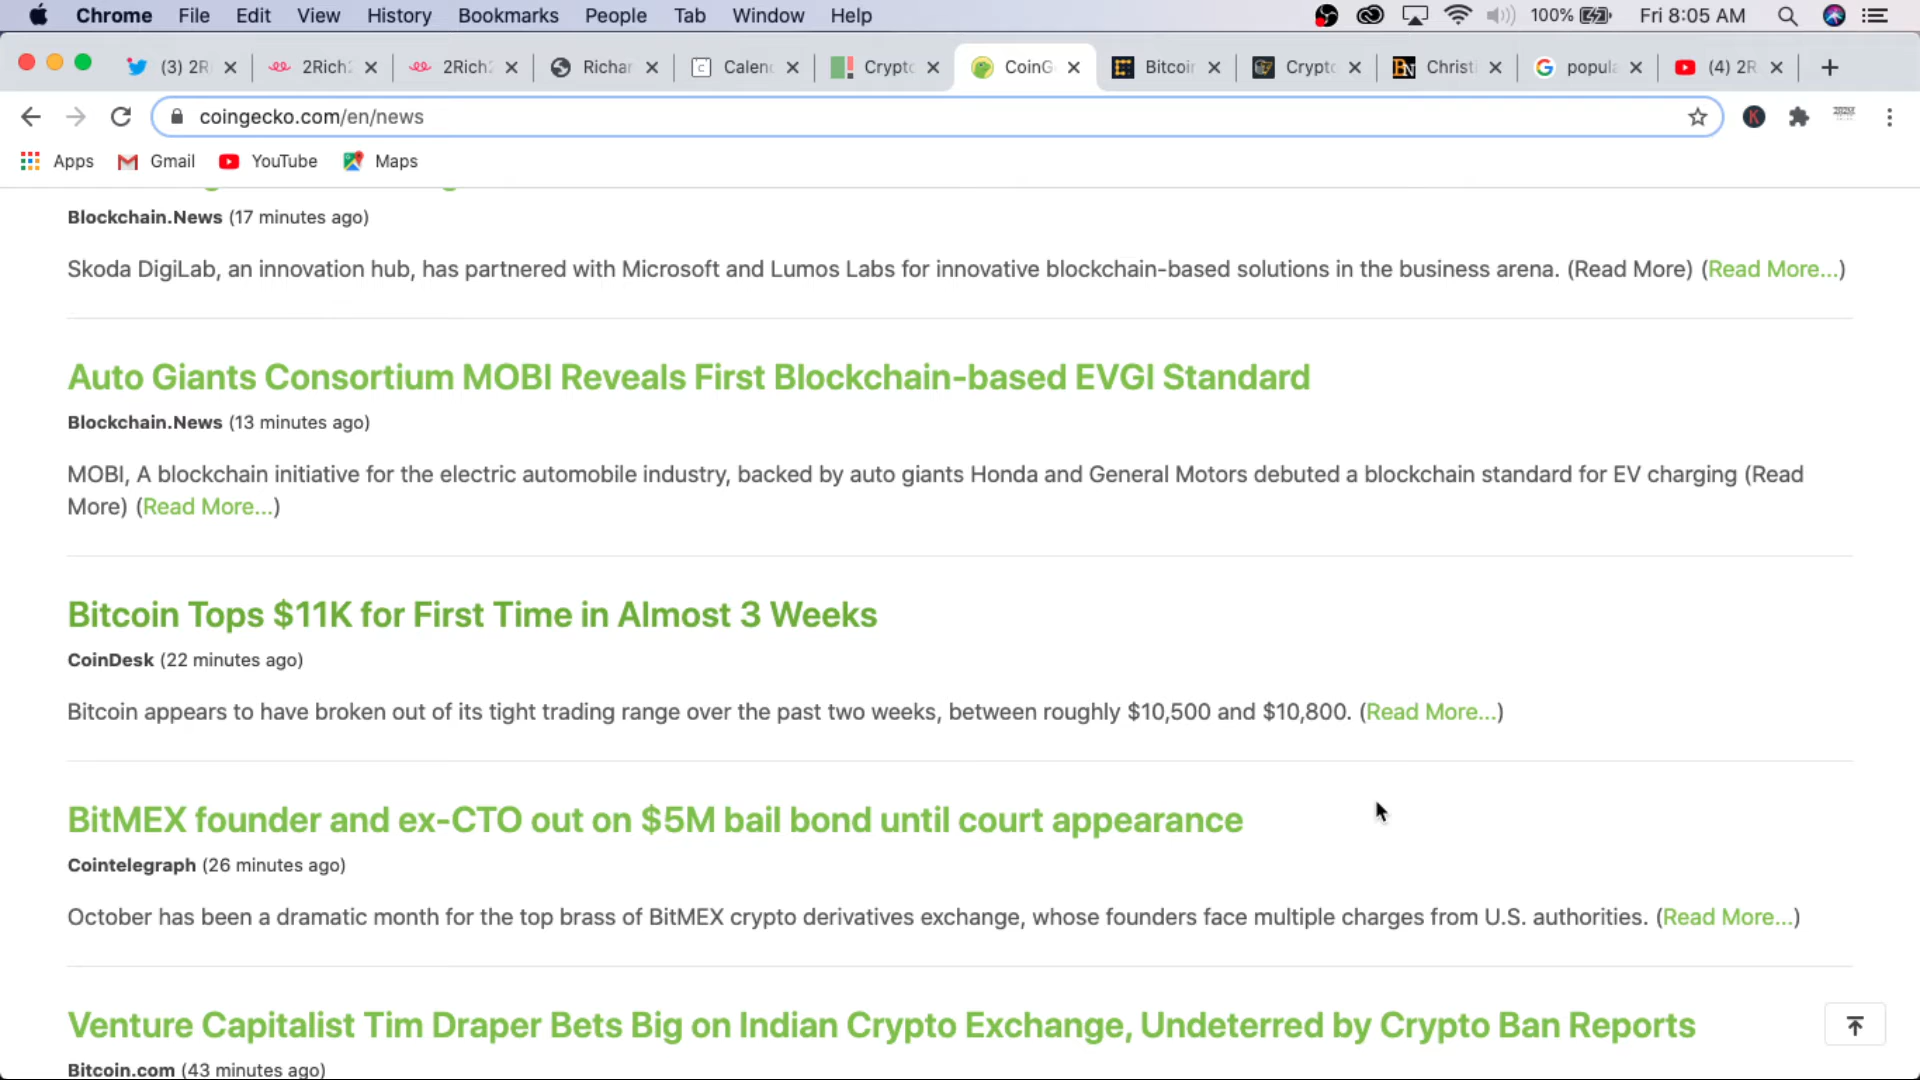 Chrome File Edit View History Bookmarks People Tab Window Help 100% Fri 8:05 AM
(3) 2R 2Rich 2Rich Richar Calen Crypto CoinG Bitcoin Crypto Christi popula (4) 2R
coingecko.com/en/news
Apps Gmail YouTube Maps
Blockchain.News (17 minutes ago)
Skoda DigiLab, an innovation hub, has partnered with Microsoft and Lumos Labs for innovative blockchain-based solutions in the business arena. (Read More) (Read More...)
Auto Giants Consortium MOBI Reveals First Blockchain-based EVGI Standard
Blockchain.News (13 minutes ago)
MOBI, A blockchain initiative for the electric automobile industry, backed by auto giants Honda and General Motors debuted a blockchain standard for EV charging (Read
More) (Read More...)
Bitcoin Tops $11K for First Time in Almost 3 Weeks
CoinDesk (22 minutes ago)
Bitcoin appears to have broken out of its tight trading range over the past two weeks, between roughly $10,500 and $10,800. (Read More...)
BitMEX founder and ex-CTO out on $5M bail bond until court appearance
Cointelegraph (26 minutes ago)
October has been a dramatic month for the top brass of BitMEX crypto derivatives exchange, whose founders face multiple charges from U.S. authorities. (Read More...)
Venture Capitalist Tim Draper Bets Big on Indian Crypto Exchange, Undeterred by Crypto Ban Reports
Bitcoin.com (43 minutes ago)